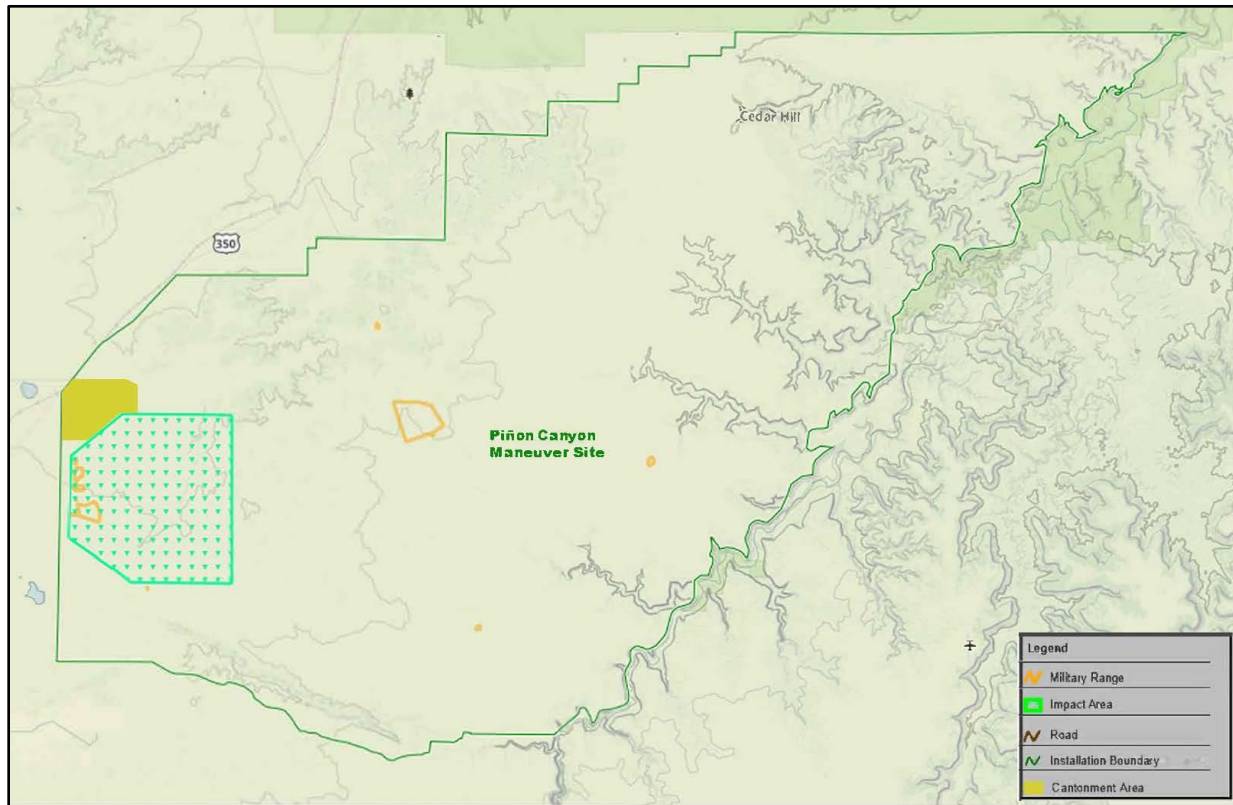 Cedar Hill
350
Piñon Canyon
Maneuver Site
Legend
Military Range
Impact Area
Road
Installation Boundary
Cantonment Area